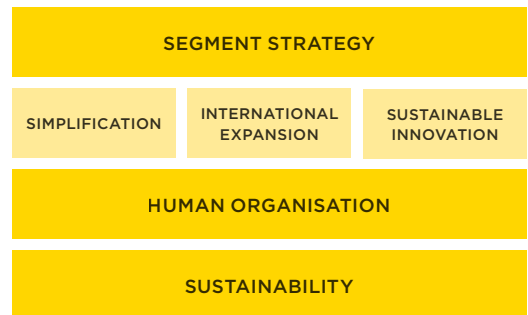 SEGMENT STRATEGY
SIMPLIFICATION
INTERNATIONAL
EXPANSION
SUSTAINABLE
INNOVATION
HUMAN ORGANISATION
SUSTAINABILITY